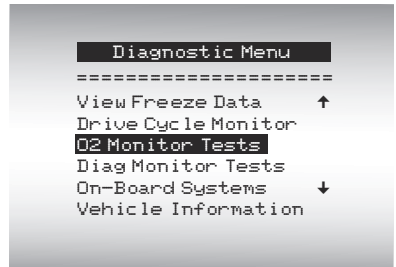 Diagnostic Menu
=====================
View Freeze Data ↑
Drive Cycle Monitor
O2 Monitor Tests
Diag Monitor Tests
On-Board Systems ↓
Vehicle Information